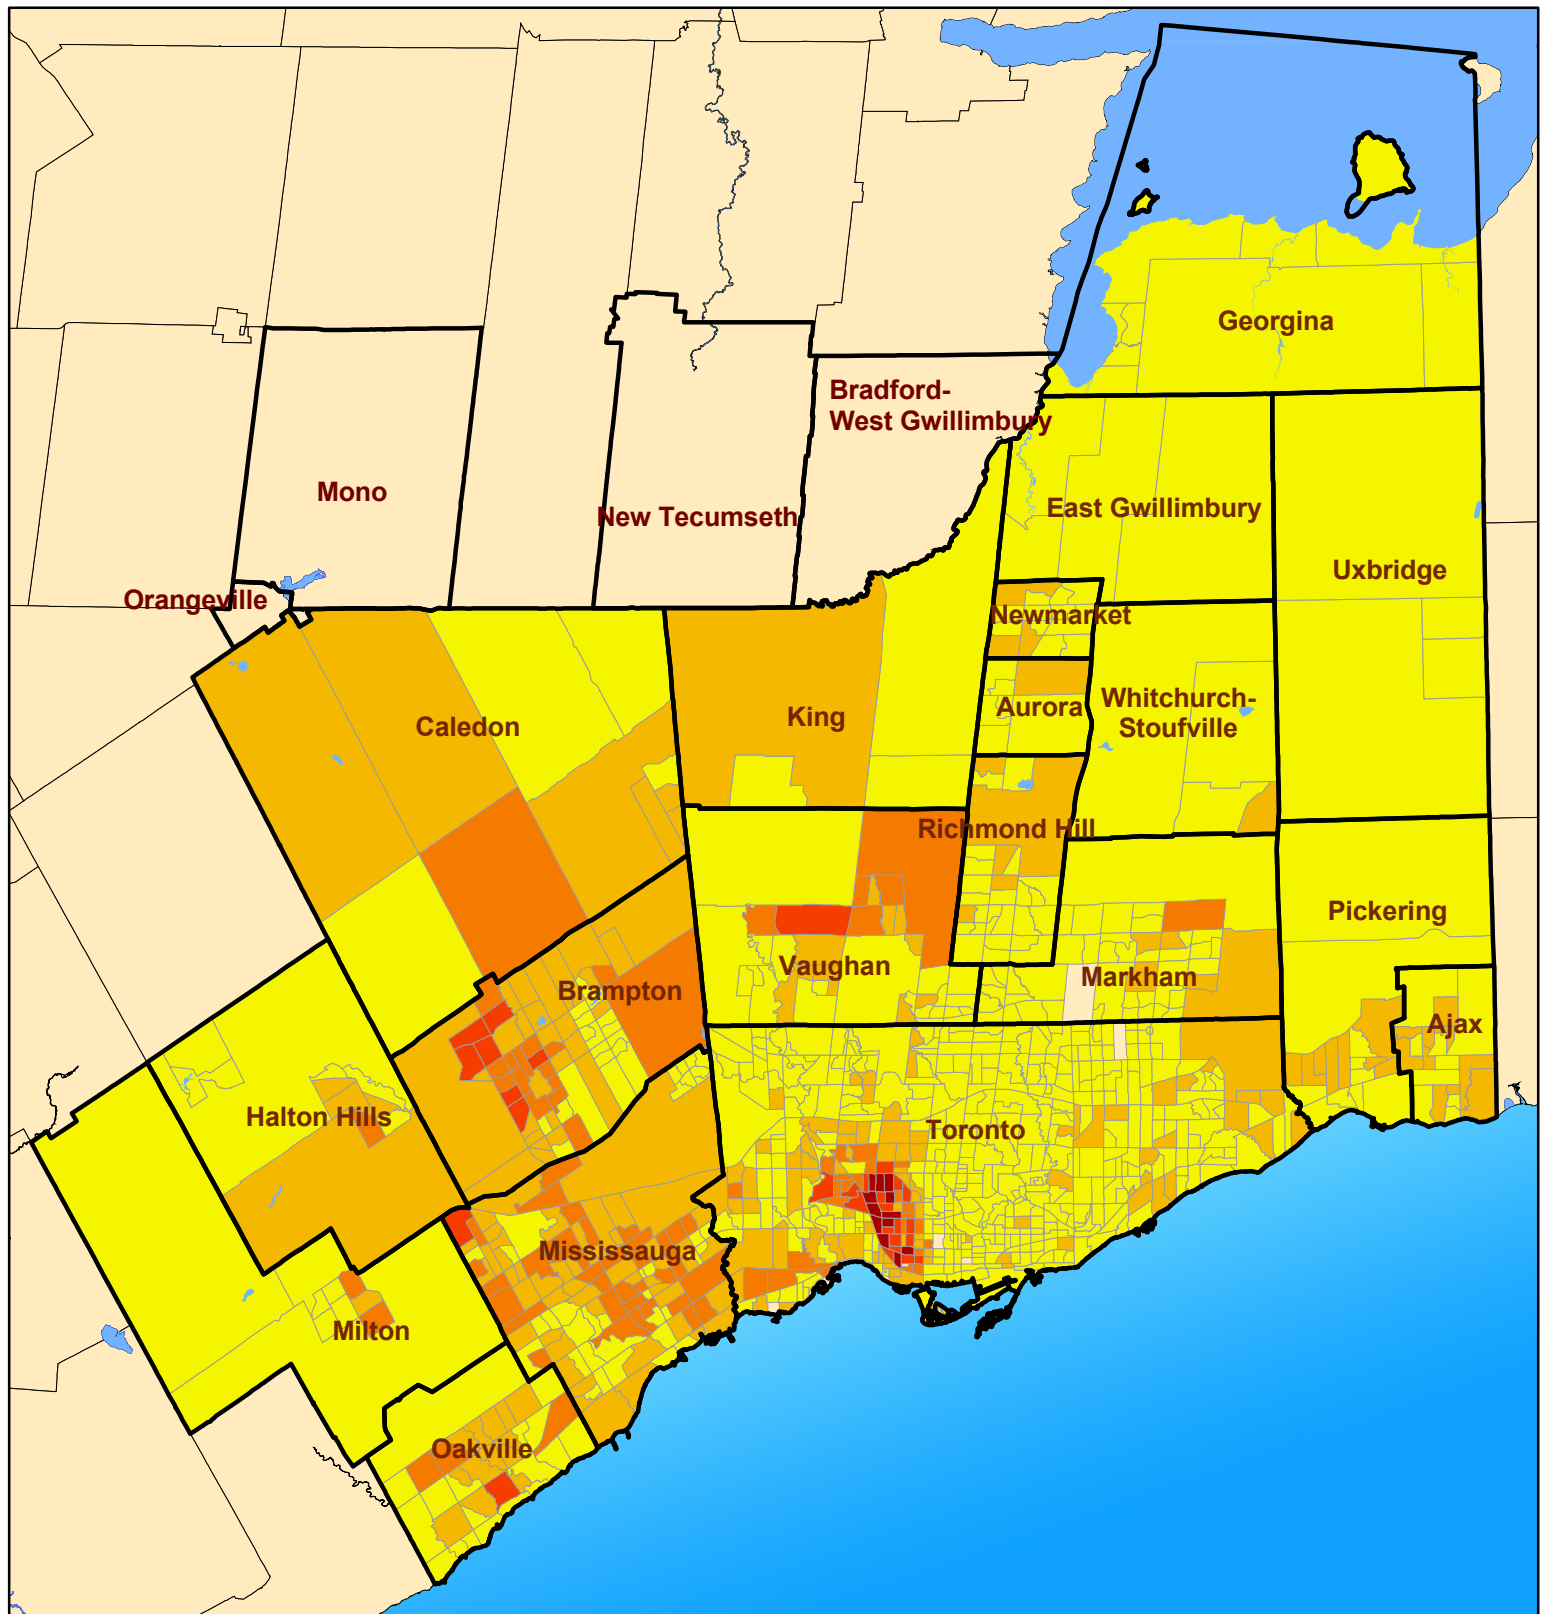 Georgina
Bradford-
West Gwillimbury
Mono
New Tecumseth
East Gwillimbury
Uxbridge
Orangeville
Newmarket
Caledon
King
Aurora
Whitchurch-
Stoufville
Richmond Hill
Pickering
Vaughan
Markham
Brampton
Ajax
Halton Hills
Toronto
Mississauga
Milton
Oakville